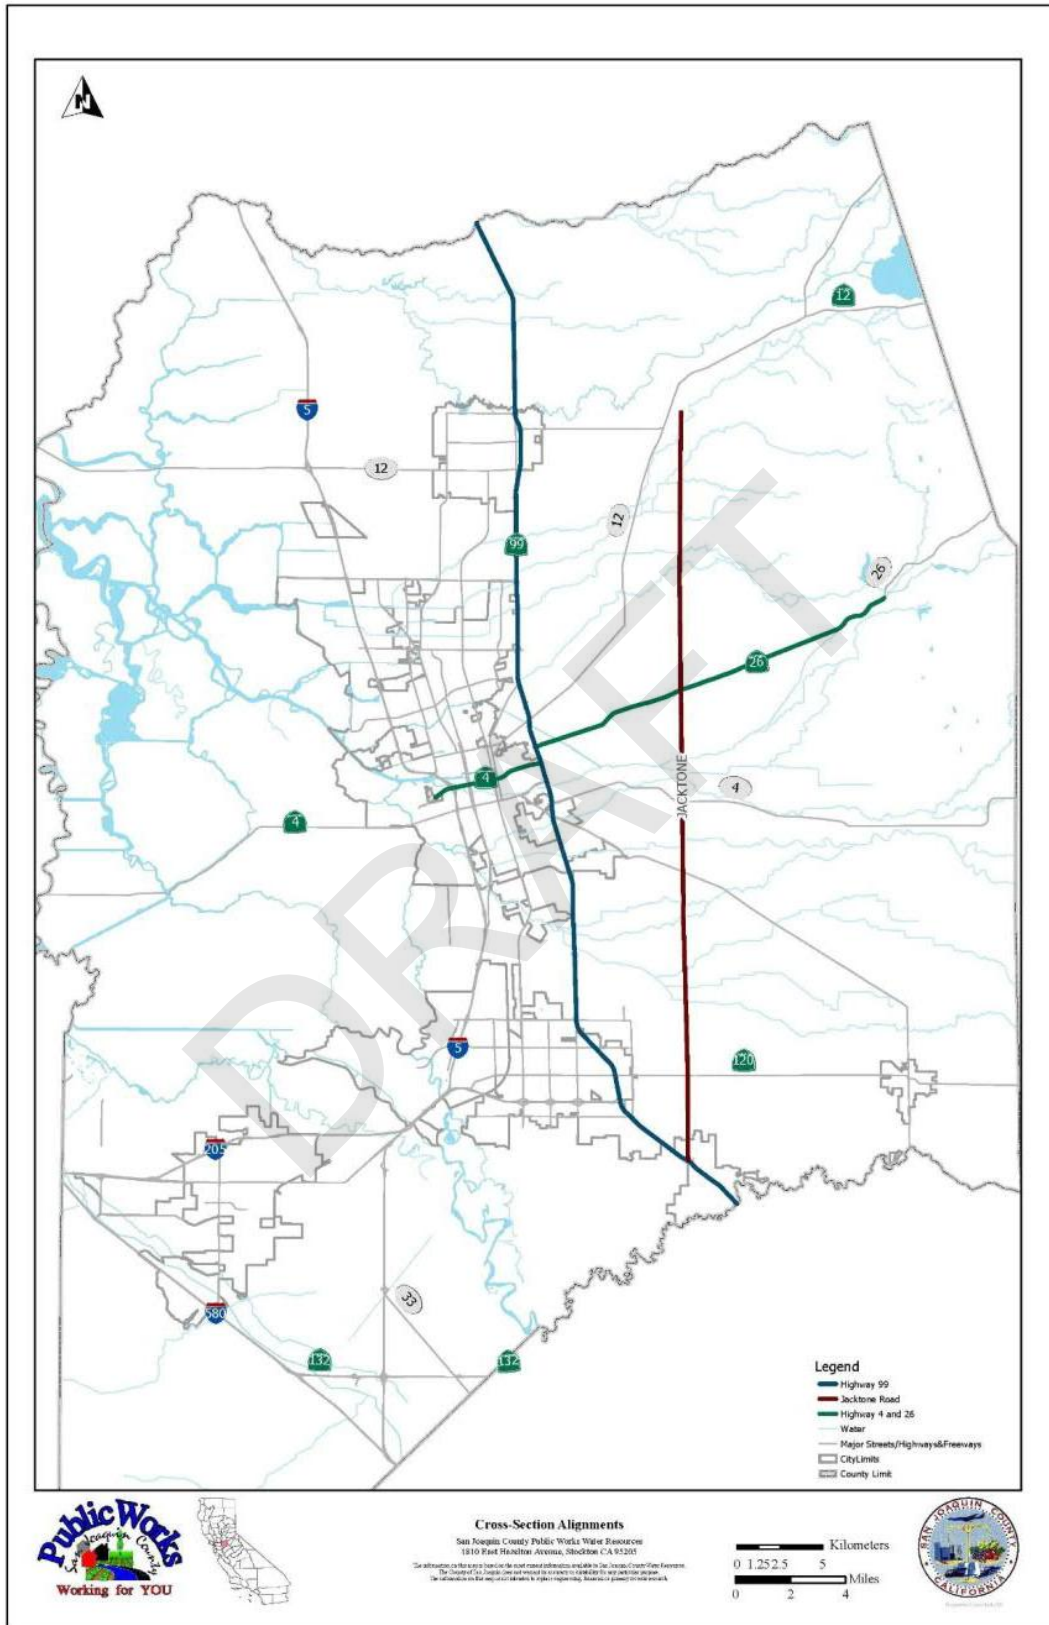 N
12
5
12
12
99
26
26
4
JACKTONE
4
4
5
120
205
33
580
132
132
DRAFT
Legend
Highway 99
Jacktone Road
Highway 4 and 26
Water
Major Streets/Highways&Freeways
CityLimits
County Limit
Public Works
San Joaquin County
Working for YOU
Cross-Section Alignments
San Joaquin County Public Works Water Resources
1810 East Hazelton Avenue, Stockton CA 95205
Kilometers
0 1.25 2.5 5
Miles
0 2 4
SAN JOAQUIN COUNTY
CALIFORNIA